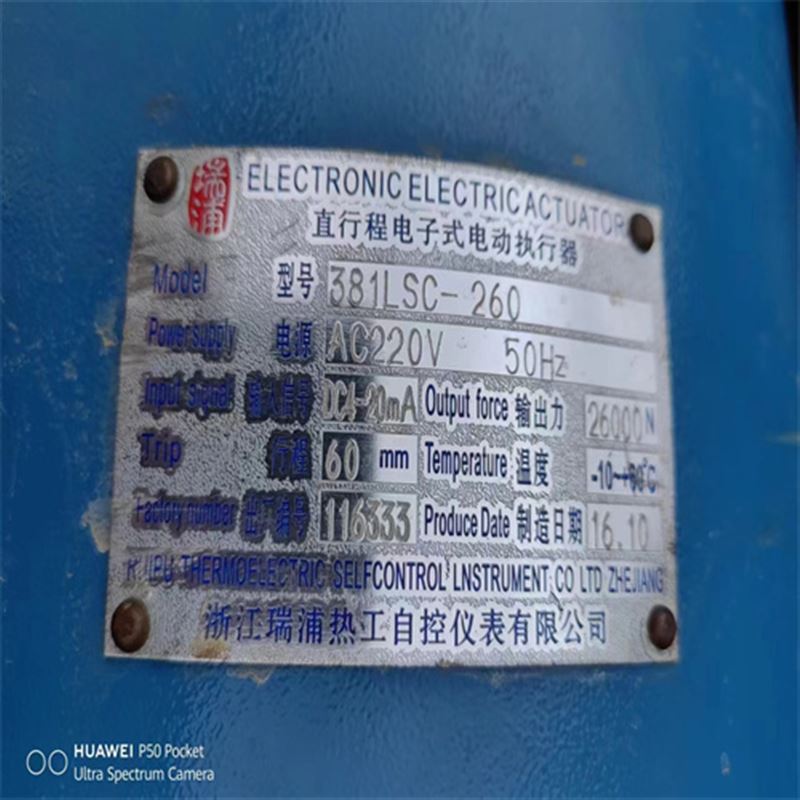 ELECTRONIC ELECTRIC ACTUATOR
直行程电子式电动执行器
Model 型号 381LSC-260
Power supply 电源 AC220V 50Hz
Input signal 输入信号 DC4-20mA Output force 输出力 26000N
Trip 行程 60 mm Temperature 温度 -10~+60℃
Factory number 出厂编号 116333 Produce Date 制造日期 16.10
THERMOELECTRIC SELFCONTROL LNSTRUMENT CO LTD ZHEJIANG
浙江瑞浦热工自控仪表有限公司
HUAWEI P50 Pocket
Ultra Spectrum Camera